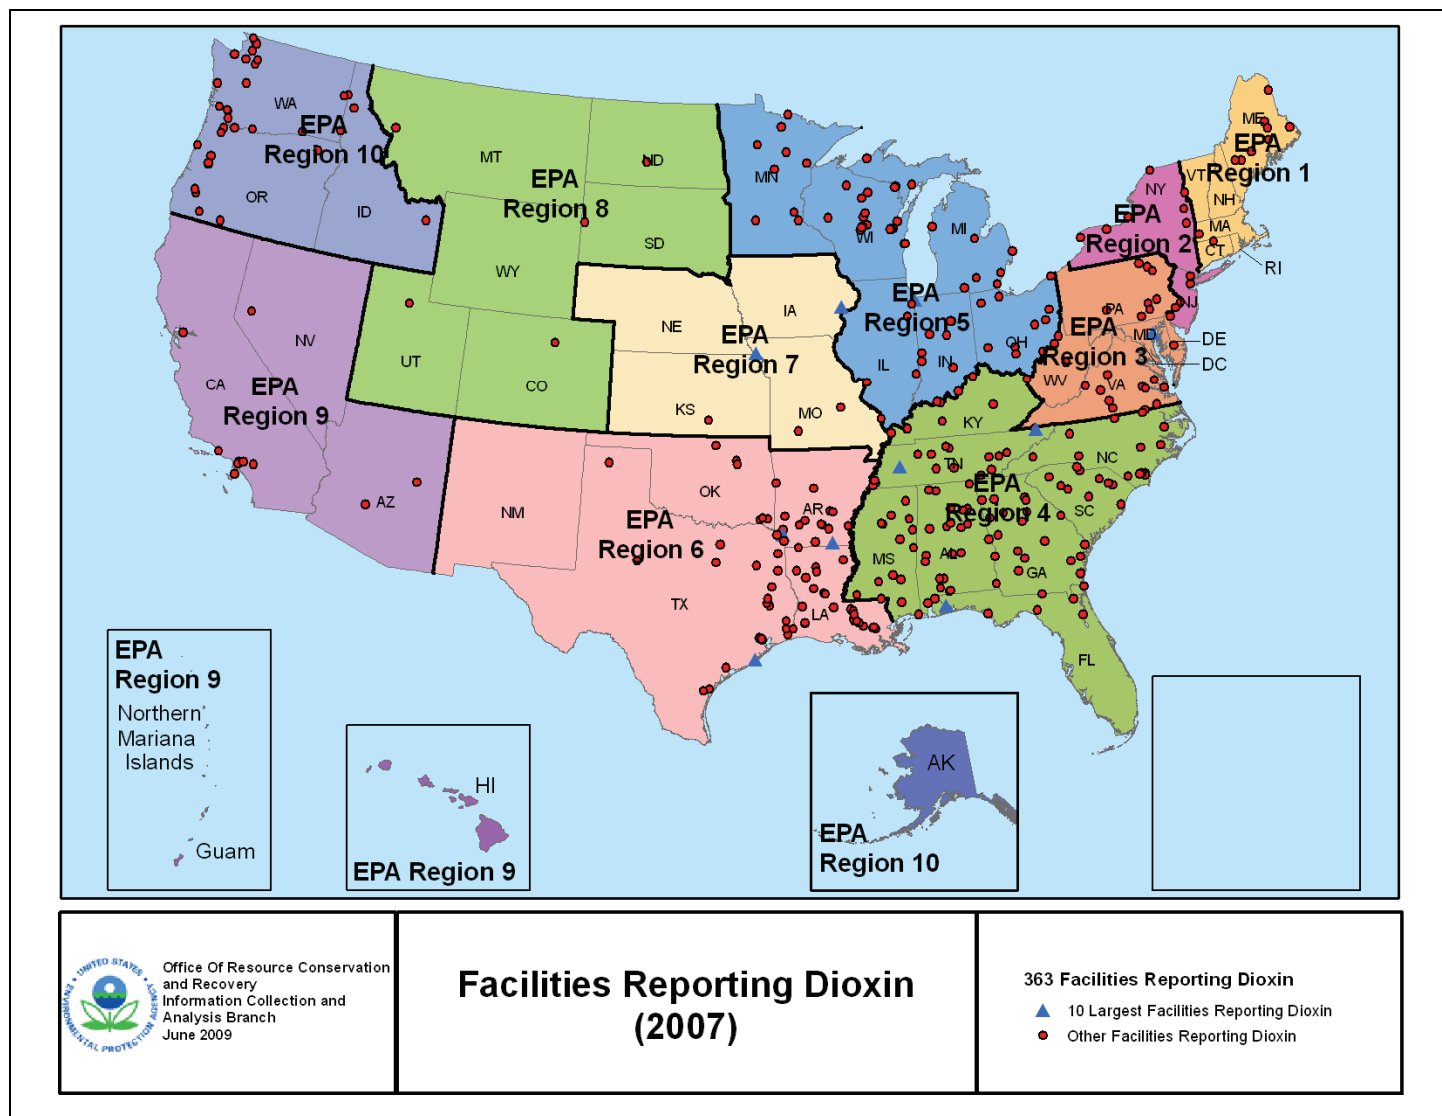 WA
EPA
Region 10
OR
ID
MT
ND
EPA
Region 8
SD
WY
UT
CO
MN
WI
MI
EPA
Region 5
IL
IN
OH
ME
EPA
Region 1
VT
NH
MA
CT
RI
NY
EPA
Region 2
NJ
PA
EPA
Region 3
MD
DE
DC
WV
VA
NE
IA
EPA
Region 7
KS
MO
NV
CA
EPA
Region 9
AZ
NM
OK
AR
EPA
Region 6
TX
LA
KY
TN
NC
EPA
Region 4
SC
MS
AL
GA
FL
EPA
Region 9
Northern
Mariana
Islands
Guam
HI
EPA Region 9
AK
EPA
Region 10
UNITED STATES
ENVIRONMENTAL PROTECTION AGENCY
Office Of Resource Conservation
and Recovery
Information Collection and
Analysis Branch
June 2009
Facilities Reporting Dioxin
(2007)
363 Facilities Reporting Dioxin
10 Largest Facilities Reporting Dioxin
Other Facilities Reporting Dioxin